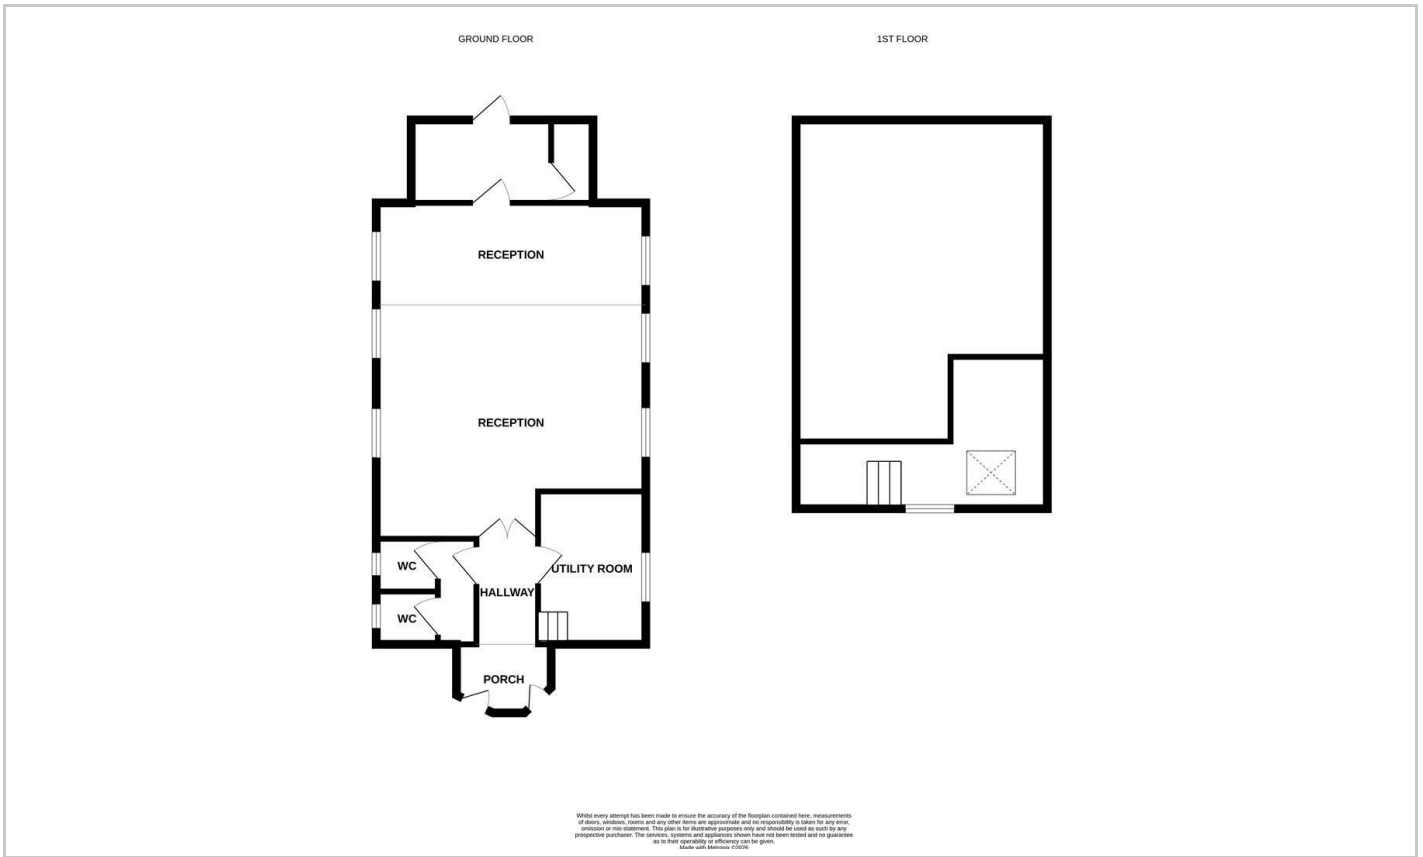 GROUND FLOOR
1ST FLOOR
RECEPTION
RECEPTION
WC
UTILITY ROOM
HALLWAY
WC
PORCH
Whilst every attempt has been made to ensure the accuracy of the floorplan contained here, measurements
of doors, windows, rooms and any other items are approximate and no responsibility is taken for any error,
omission or mis-statement. This plan is for illustrative purposes only and should be used as such by any
prospective purchaser. The services, systems and appliances shown have not been tested and no guarantee
as to their operability or efficiency can be given.
Made with Metropix ©2026